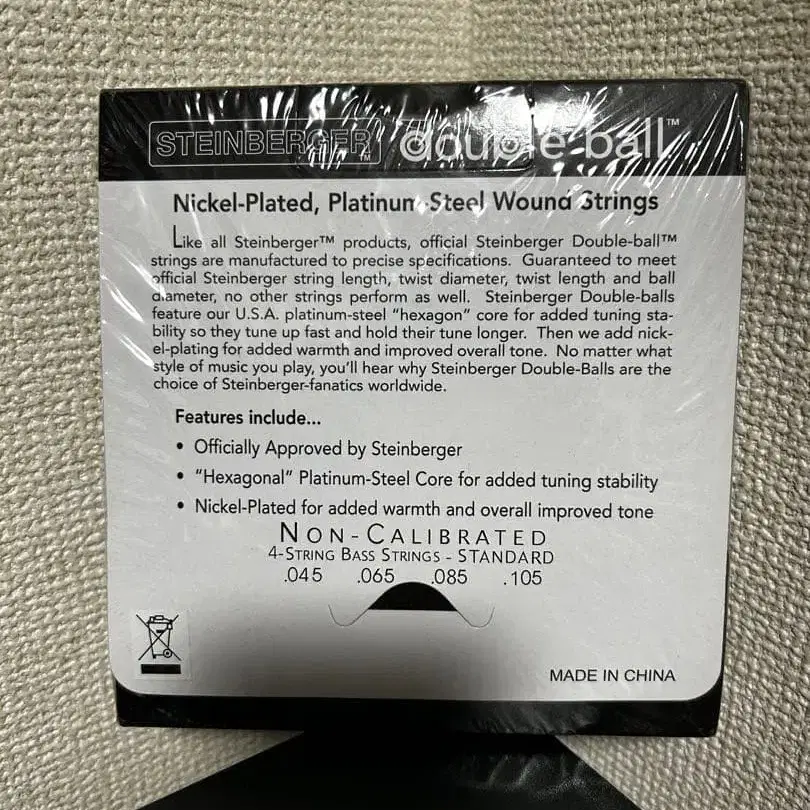 STEINBERGER™ double-ball™
Nickel-Plated, Platinum-Steel Wound Strings
Like all Steinberger™ products, official Steinberger Double-ball™
strings are manufactured to precise specifications. Guaranteed to meet
official Steinberger string length, twist diameter, twist length and ball
diameter, no other strings perform as well. Steinberger Double-balls
feature our U.S.A. platinum-steel “hexagon” core for added tuning sta-
bility so they tune up fast and hold their tune longer. Then we add nick-
el-plating for added warmth and improved overall tone. No matter what
style of music you play, you’ll hear why Steinberger Double-Balls are the
choice of Steinberger-fanatics worldwide.
Features include...
• Officially Approved by Steinberger
• “Hexagonal” Platinum-Steel Core for added tuning stability
• Nickel-Plated for added warmth and overall improved tone
NON-CALIBRATED
4-STRING BASS STRINGS - STANDARD
.045 .065 .085 .105
MADE IN CHINA